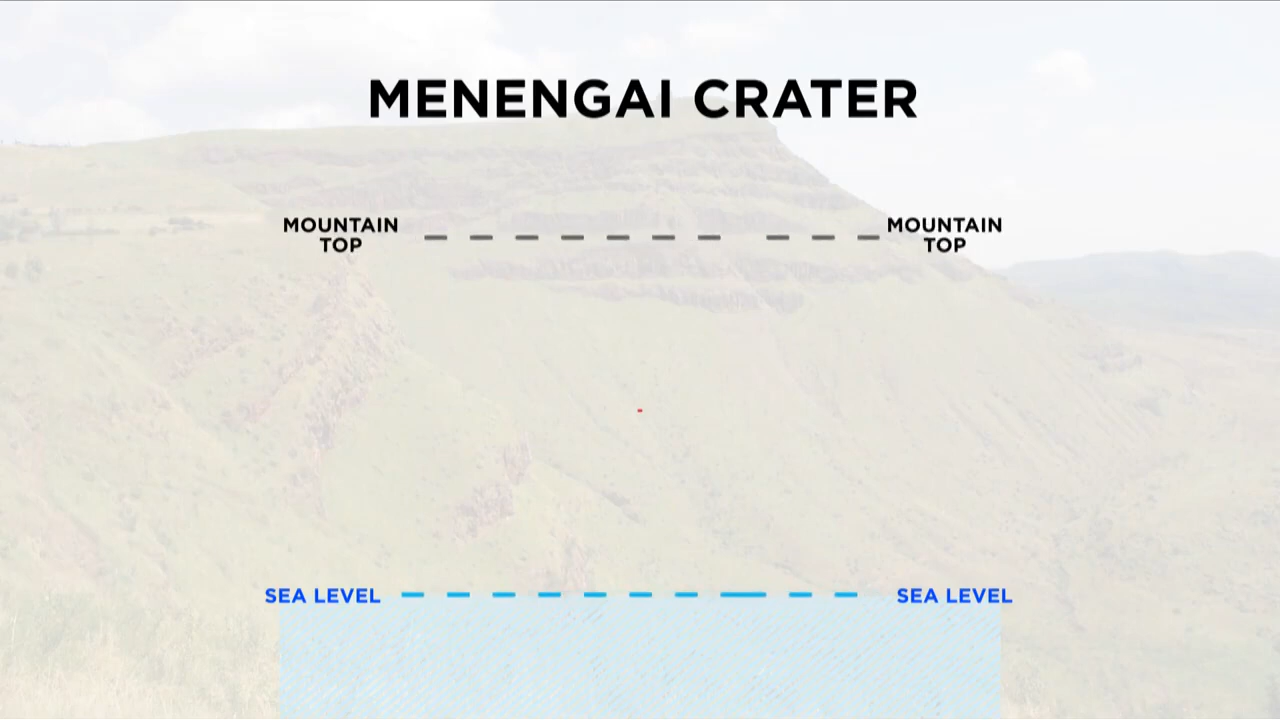 MENENGAI CRATER
MOUNTAIN
TOP
MOUNTAIN
TOP
SEA LEVEL
SEA LEVEL